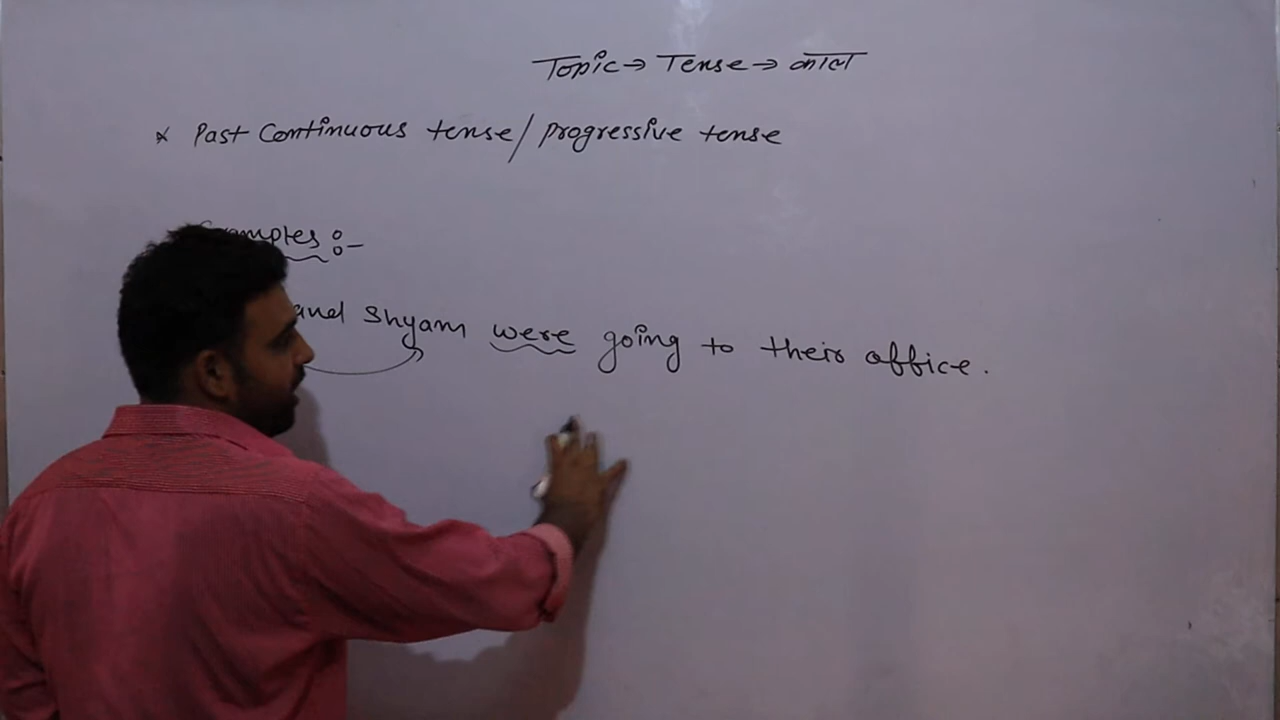 Topic → Tense → काल
* Past Continuous tense / progressive tense
Examples :-
and Shyam were going to their office.